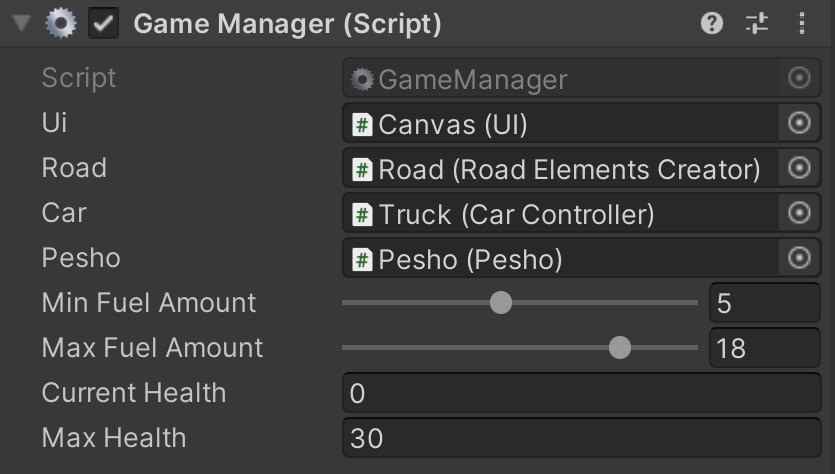 Game Manager (Script)
Script GameManager
Ui # Canvas (UI)
Road # Road (Road Elements Creator)
Car # Truck (Car Controller)
Pesho # Pesho (Pesho)
Min Fuel Amount 5
Max Fuel Amount 18
Current Health 0
Max Health 30